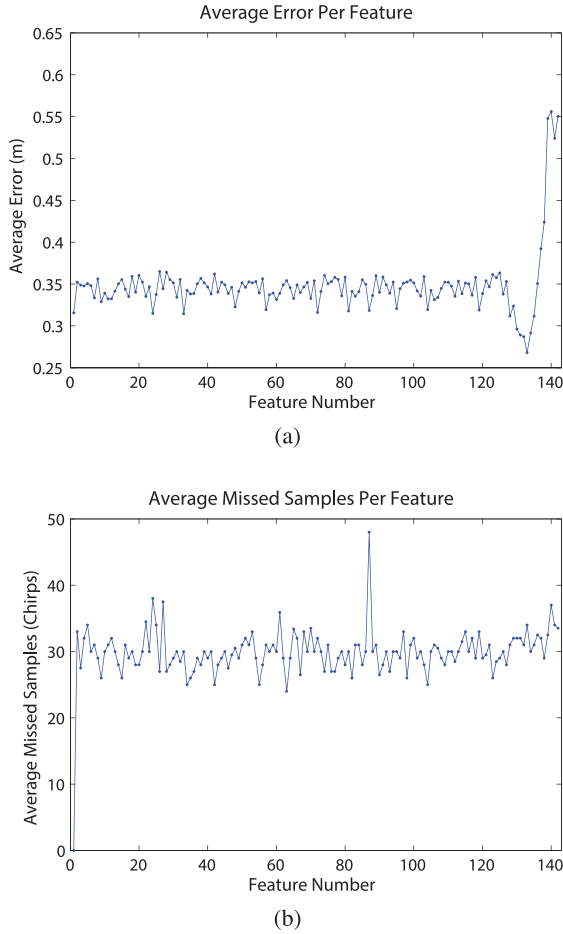 Average Error Per Feature
0.65
0.6
0.55
0.5
0.45
0.4
0.35
0.3
0.25
Average Error (m)
0 20 40 60 80 100 120 140
Feature Number
(a)
Average Missed Samples Per Feature
50
40
30
20
10
0
Average Missed Samples (Chirps)
0 20 40 60 80 100 120 140
Feature Number
(b)